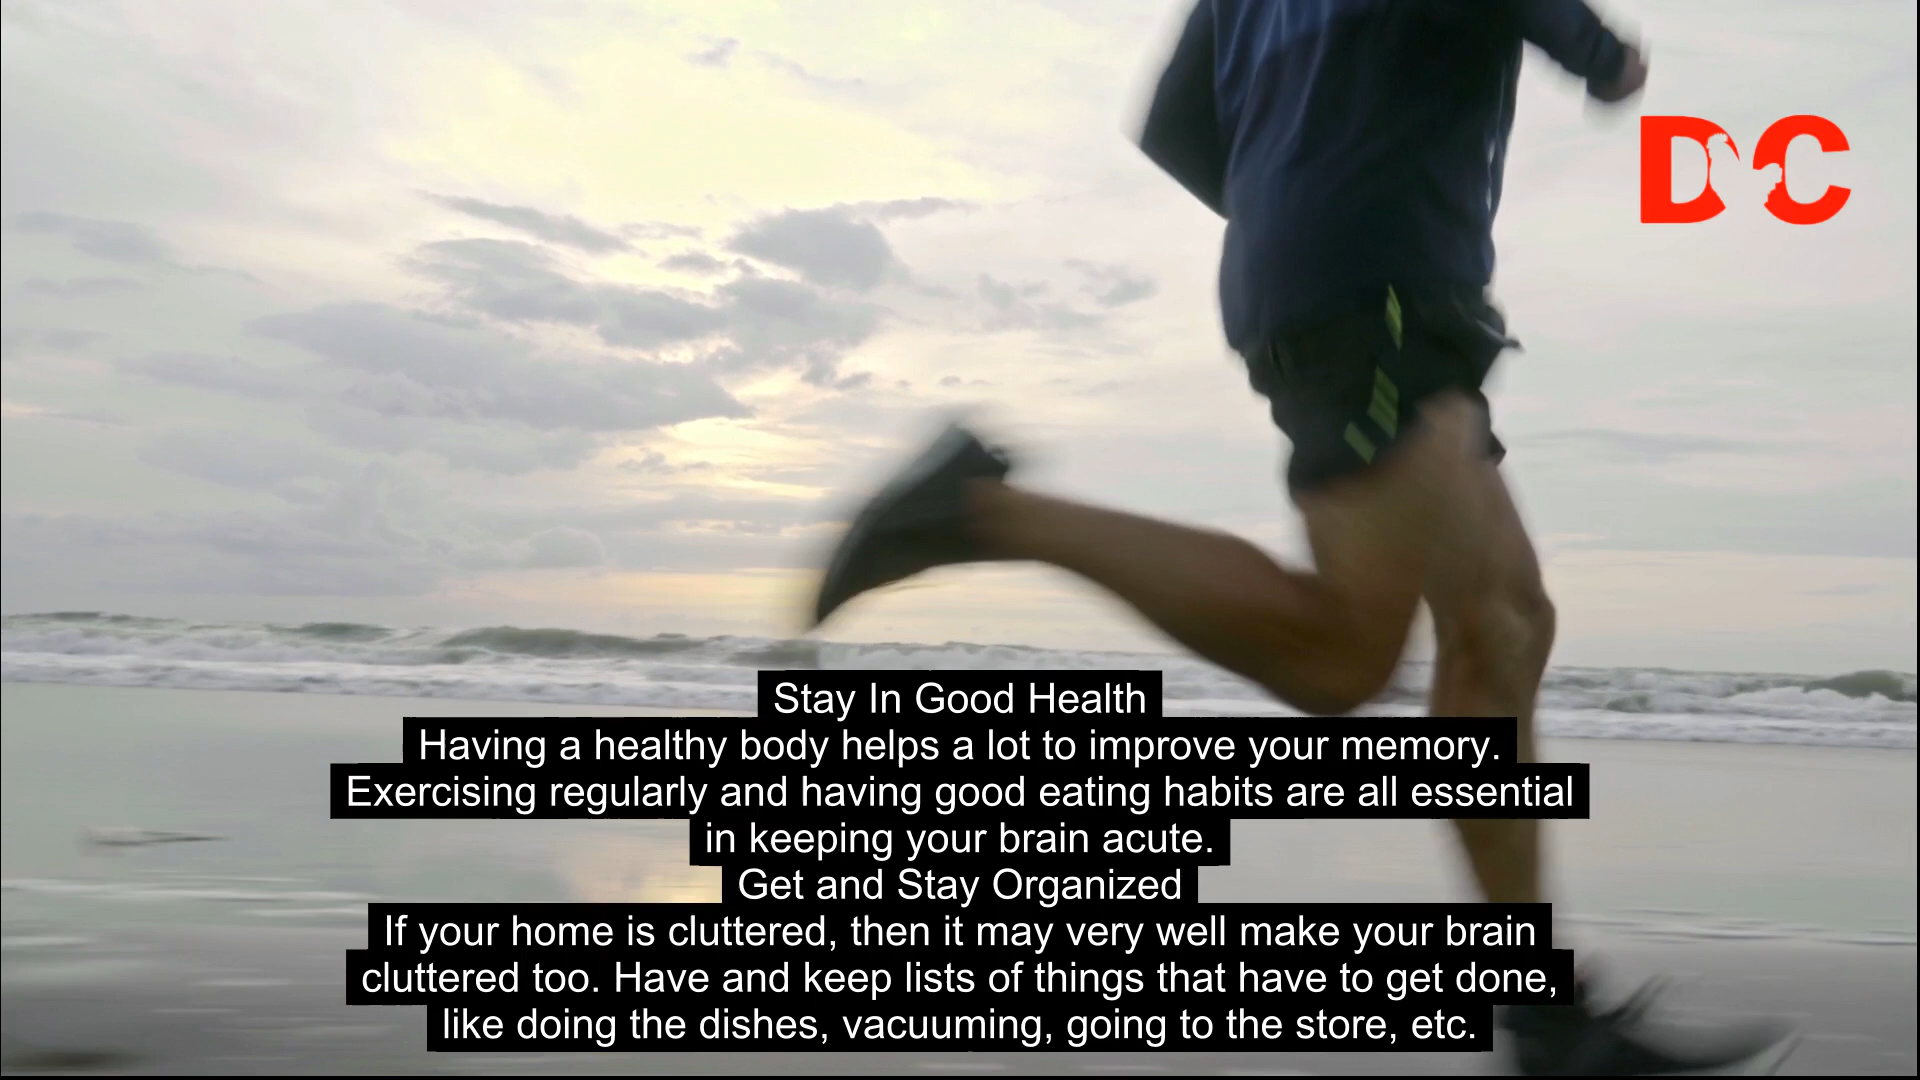 DC
Stay In Good Health
Having a healthy body helps a lot to improve your memory.
Exercising regularly and having good eating habits are all essential
in keeping your brain acute.
Get and Stay Organized
If your home is cluttered, then it may very well make your brain
cluttered too. Have and keep lists of things that have to get done,
like doing the dishes, vacuuming, going to the store, etc.